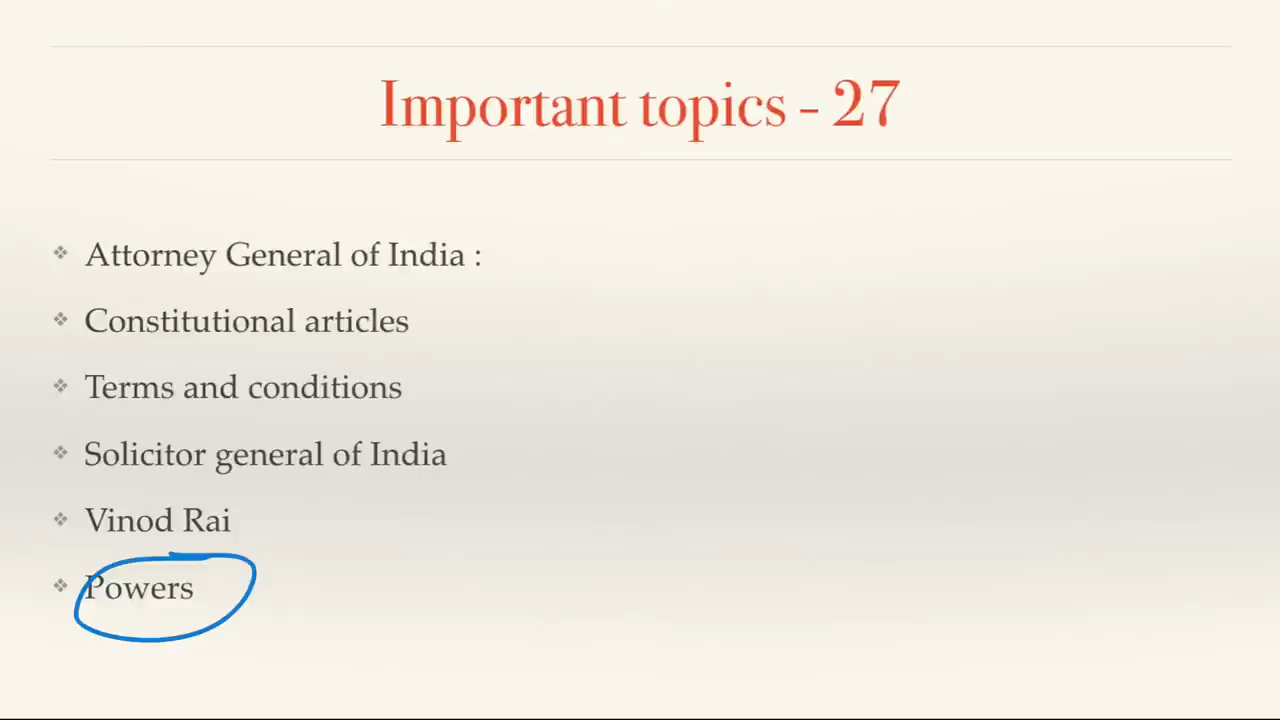 Important topics - 27
Attorney General of India :
Constitutional articles
Terms and conditions
Solicitor general of India
Vinod Rai
Powers